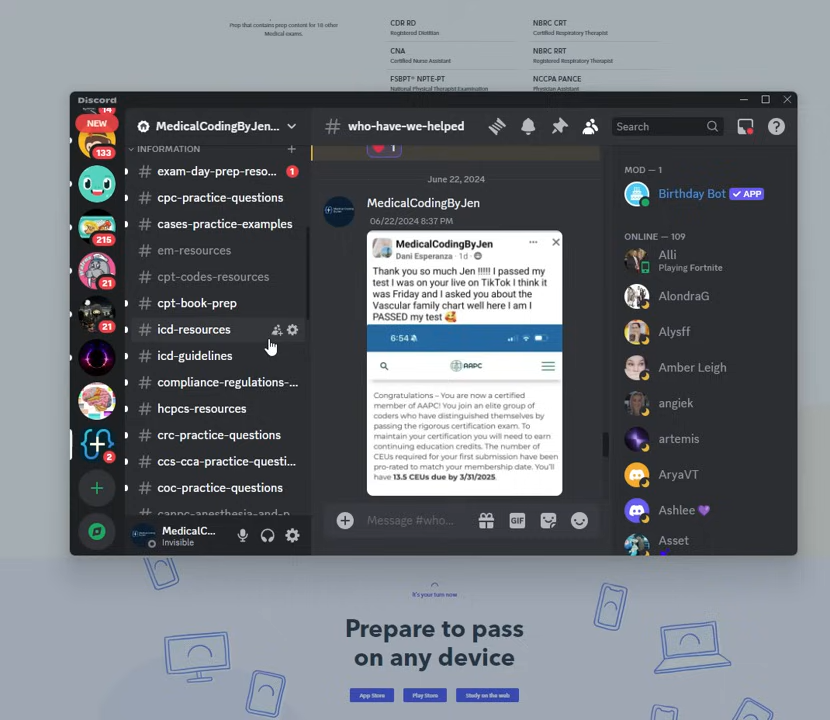 Prep that contains prep content for 18 other
Medical exams.
CDR RD
Registered Dietitian
NBRC CRT
Certified Respiratory Therapist
CNA
Certified Nurse Assistant
NBRC RRT
Registered Respiratory Therapist
FSBPT® NPTE-PT
National Physical Therapist Examination
NCCPA PANCE
Physician Assistant
Discord
14
NEW
133
215
21
21
2
MedicalCodingByJen...
INFORMATION
exam-day-prep-reso...
1
cpc-practice-questions
cases-practice-examples
em-resources
cpt-codes-resources
cpt-book-prep
icd-resources
icd-guidelines
compliance-regulations-...
hcpcs-resources
crc-practice-questions
ccs-cca-practice-questi...
coc-practice-questions
MedicalC...
Invisible
# who-have-we-helped
Search
1
June 22, 2024
MedicalCodingByJen
06/22/2024 8:37 PM
MedicalCodingByJen
Dani Esperanza · 1d ·
Thank you so much Jen !!!!! I passed my
test I was on your live on TikTok I think it
was Friday and I asked you about the
Vascular family chart well here I am I
PASSED my test 🥰
6:54
AAPC
Congratulations – You are now a certified
member of AAPC! You join an elite group of
coders who have distinguished themselves by
passing the rigorous certification exam. To
maintain your certification you will need to earn
continuing education credits. The number of
CEUs required for your first submission have been
pro-rated to match your membership date. You'll
have 13.5 CEUs due by 3/31/2025.
Message #who...
GIF
MOD — 1
Birthday Bot ✓ APP
ONLINE — 109
Alli
Playing Fortnite
AlondraG
Alysff
Amber Leigh
angiek
artemis
AryaVT
Ashlee 💜
Asset
It's your turn now
Prepare to pass
on any device
App Store
Play Store
Study on the web